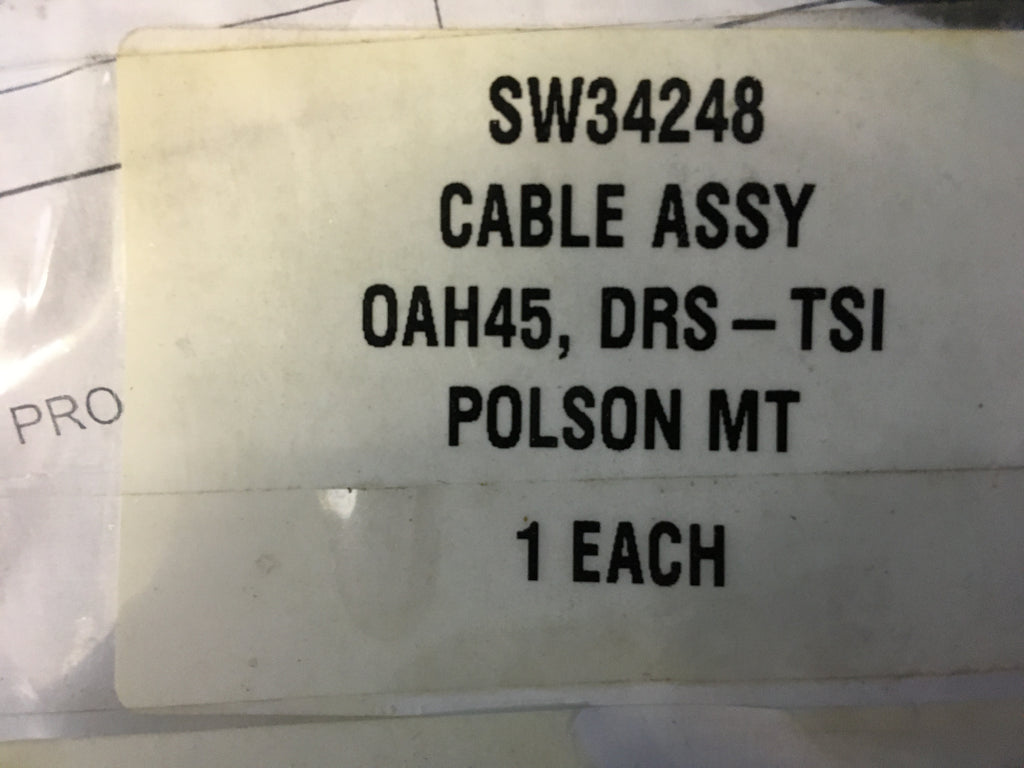 SW34248
CABLE ASSY
OAH45, DRS-TSI
POLSON MT
PRO
1 EACH